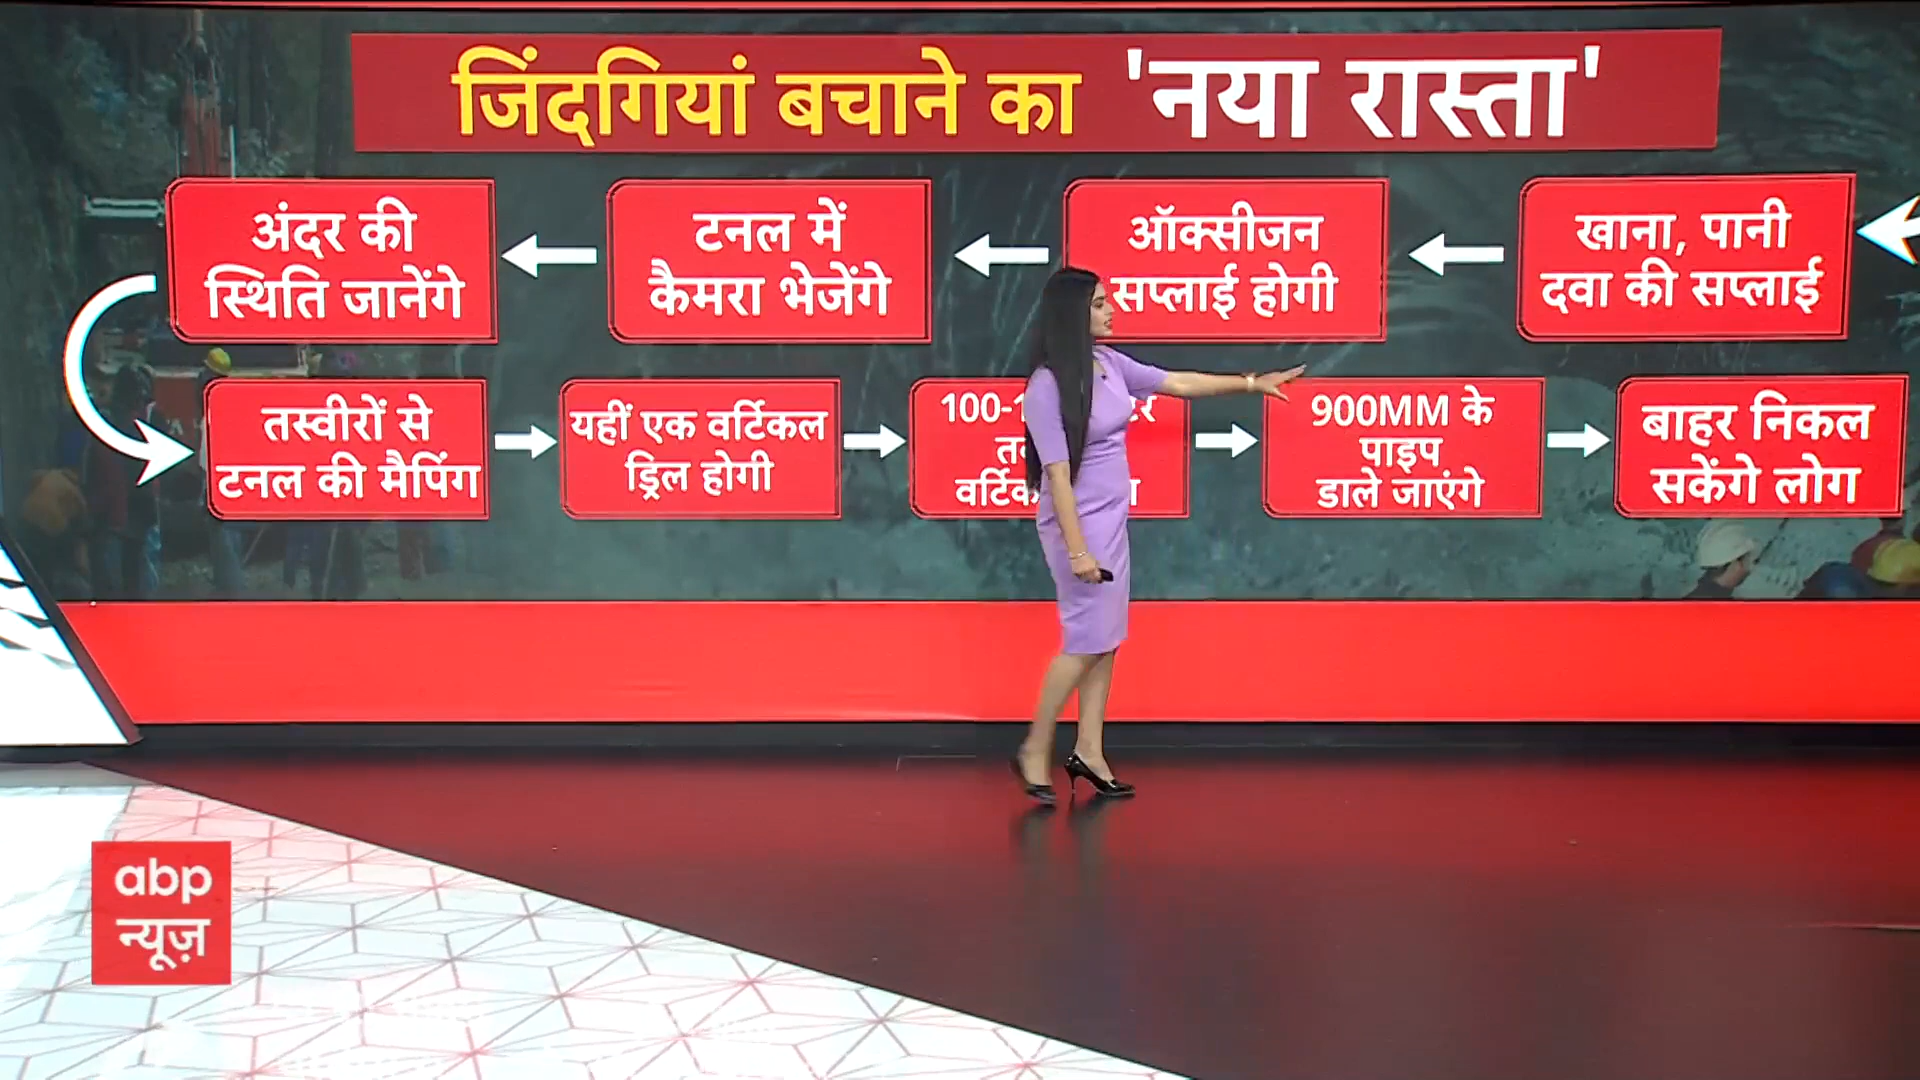 जिंदगियां बचाने का 'नया रास्ता'
अंदर की
स्थिति जानेंगे
टनल में
कैमरा भेजेंगे
ऑक्सीजन
सप्लाई होगी
खाना, पानी
दवा की सप्लाई
तस्वीरों से
टनल की मैपिंग
यहीं एक वर्टिकल
ड्रिल होगी
900MM के
पाइप
डाले जाएंगे
बाहर निकल
सकेंगे लोग
abp
न्यूज़